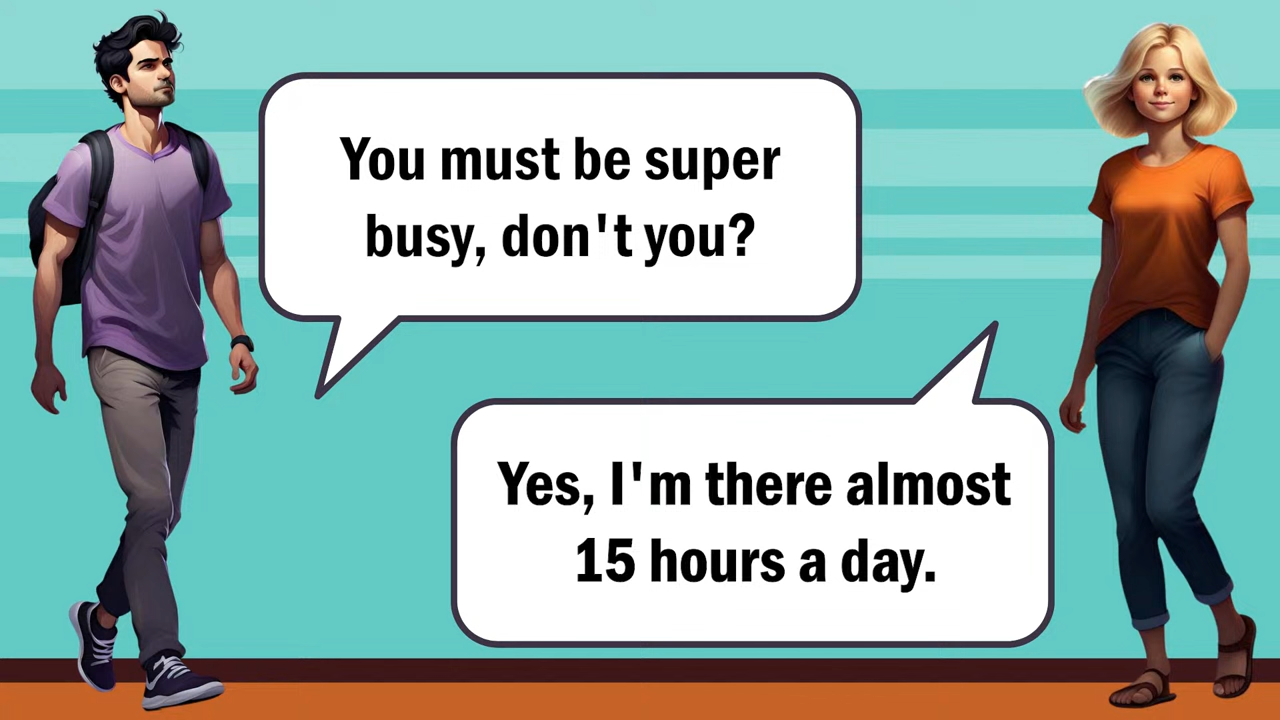 You must be super
busy, don't you?
Yes, I'm there almost
15 hours a day.